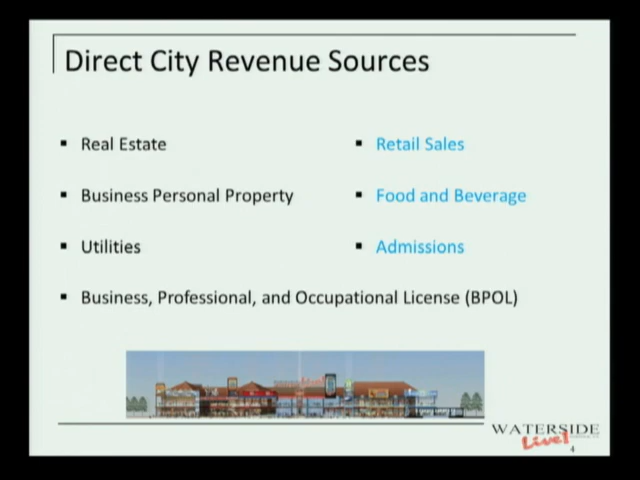 Direct City Revenue Sources
Real Estate
Retail Sales
Business Personal Property
Food and Beverage
Utilities
Admissions
Business, Professional, and Occupational License (BPOL)
WATERSIDE
Live!
4